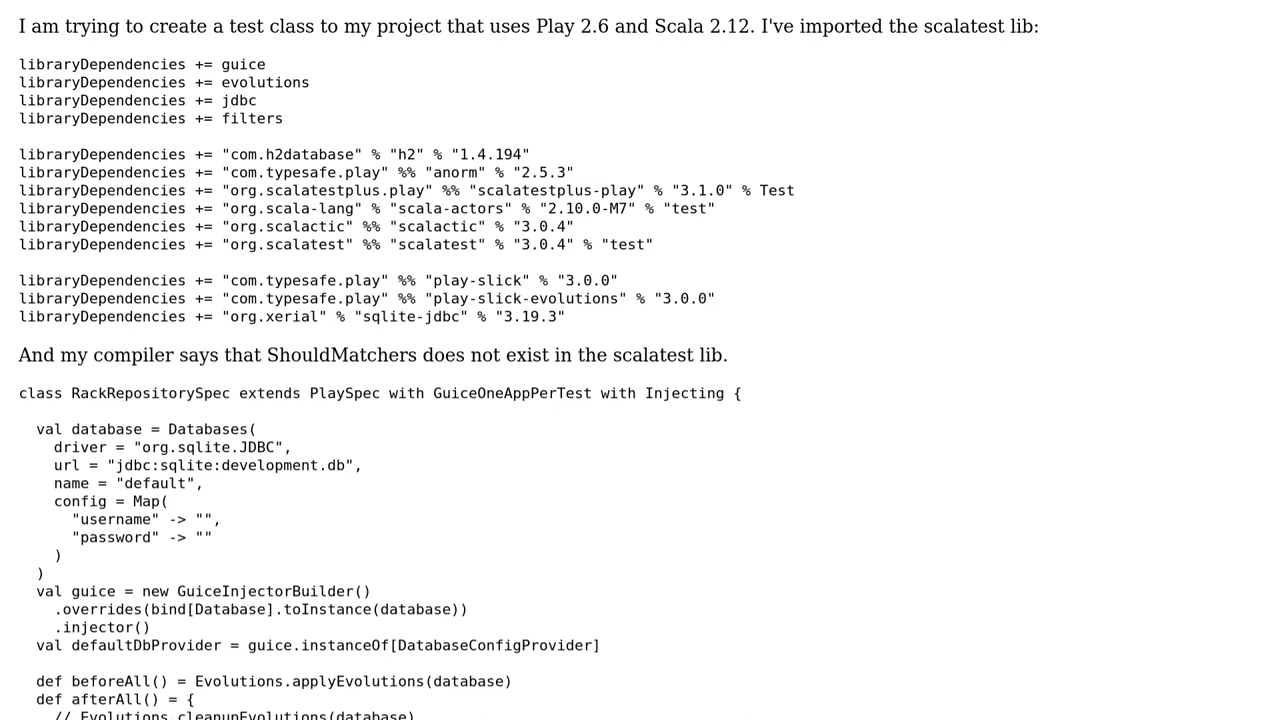 I am trying to create a test class to my project that uses Play 2.6 and Scala 2.12. I've imported the scalatest lib:
libraryDependencies += guice
libraryDependencies += evolutions
libraryDependencies += jdbc
libraryDependencies += filters
libraryDependencies += "com.h2database" % "h2" % "1.4.194"
libraryDependencies += "com.typesafe.play" %% "anorm" % "2.5.3"
libraryDependencies += "org.scalatestplus.play" %% "scalatestplus-play" % "3.1.0" % Test
libraryDependencies += "org.scala-lang" % "scala-actors" % "2.10.0-M7" % "test"
libraryDependencies += "org.scalactic" %% "scalactic" % "3.0.4"
libraryDependencies += "org.scalatest" %% "scalatest" % "3.0.4" % "test"
libraryDependencies += "com.typesafe.play" %% "play-slick" % "3.0.0"
libraryDependencies += "com.typesafe.play" %% "play-slick-evolutions" % "3.0.0"
libraryDependencies += "org.xerial" % "sqlite-jdbc" % "3.19.3"
And my compiler says that ShouldMatchers does not exist in the scalatest lib.
class RackRepositorySpec extends PlaySpec with GuiceOneAppPerTest with Injecting {
  val database = Databases(
    driver = "org.sqlite.JDBC",
    url = "jdbc:sqlite:development.db",
    name = "default",
    config = Map(
      "username" -> "",
      "password" -> ""
    )
  )
  val guice = new GuiceInjectorBuilder()
    .overrides(bind[Database].toInstance(database))
    .injector()
  val defaultDbProvider = guice.instanceOf[DatabaseConfigProvider]
  def beforeAll() = Evolutions.applyEvolutions(database)
  def afterAll() = {
    // Evolutions.cleanupEvolutions(database)